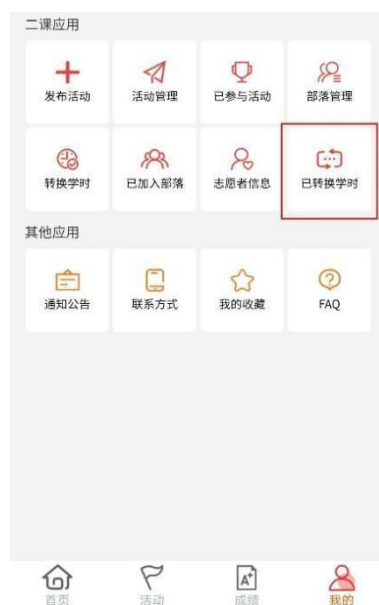 二课应用
发布活动 活动管理 已参与活动 部落管理
转换学时 已加入部落 志愿者信息 已转换学时
其他应用
通知公告 联系方式 我的收藏 FAQ
A+
首页 活动 成绩 我的